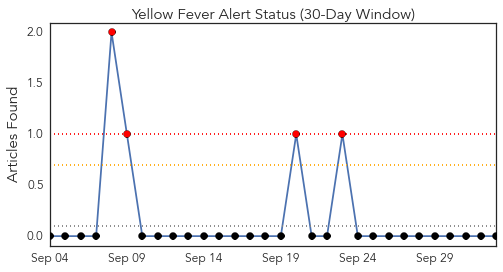 Yellow Fever Alert Status (30-Day Window)
Articles Found
2.0
1.5
1.0
0.5
0.0
Sep 04 Sep 09 Sep 14 Sep 19 Sep 24 Sep 29